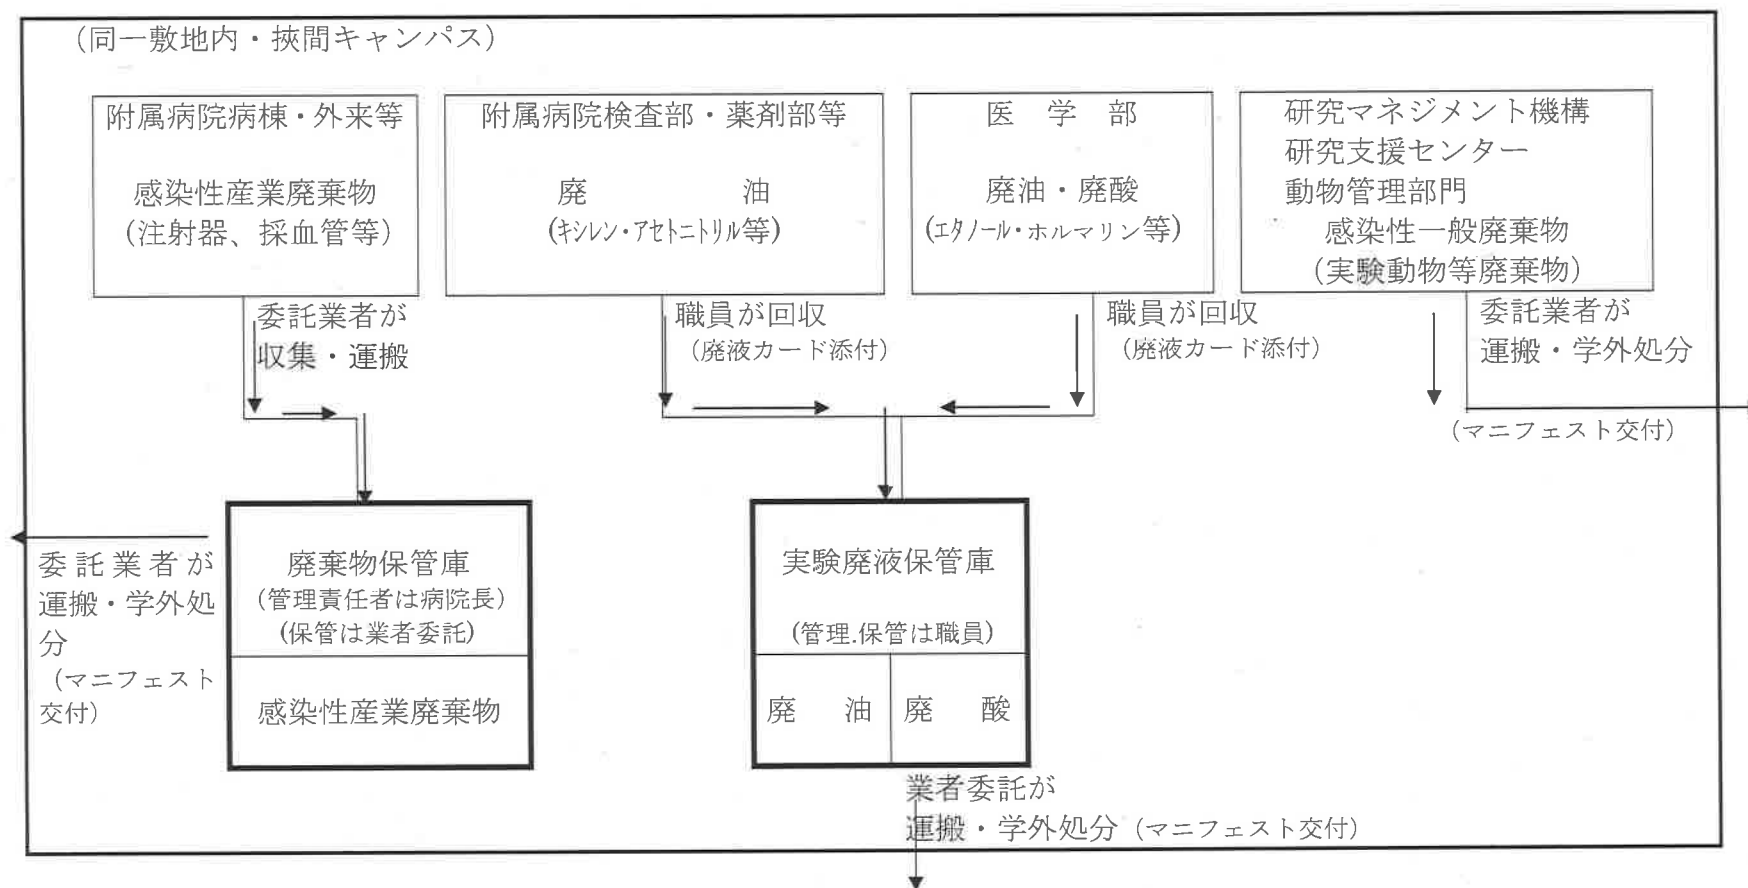 (同一敷地内・挾間キャンパス)
附属病院病棟・外来等
感染性産業廃棄物
(注射器、採血管等)
附属病院検査部・薬剤部等
廃　油
(キシレン・アセトニトリル等)
医　学　部
廃油・廃酸
(エタノール・ホルマリン等)
研究マネジメント機構
研究支援センター
動物管理部門
感染性一般廃棄物
(実験動物等廃棄物)
委託業者が
収集・運搬
職員が回収
(廃液カード添付)
職員が回収
(廃液カード添付)
委託業者が
運搬・学外処分
(マニフェスト交付)
委託業者が
運搬・学外処
分
(マニフェスト
交付)
廃棄物保管庫
(管理責任者は病院長)
(保管は業者委託)
感染性産業廃棄物
実験廃液保管庫
(管理.保管は職員)
廃　油
廃　酸
業者委託が
運搬・学外処分 (マニフェスト交付)